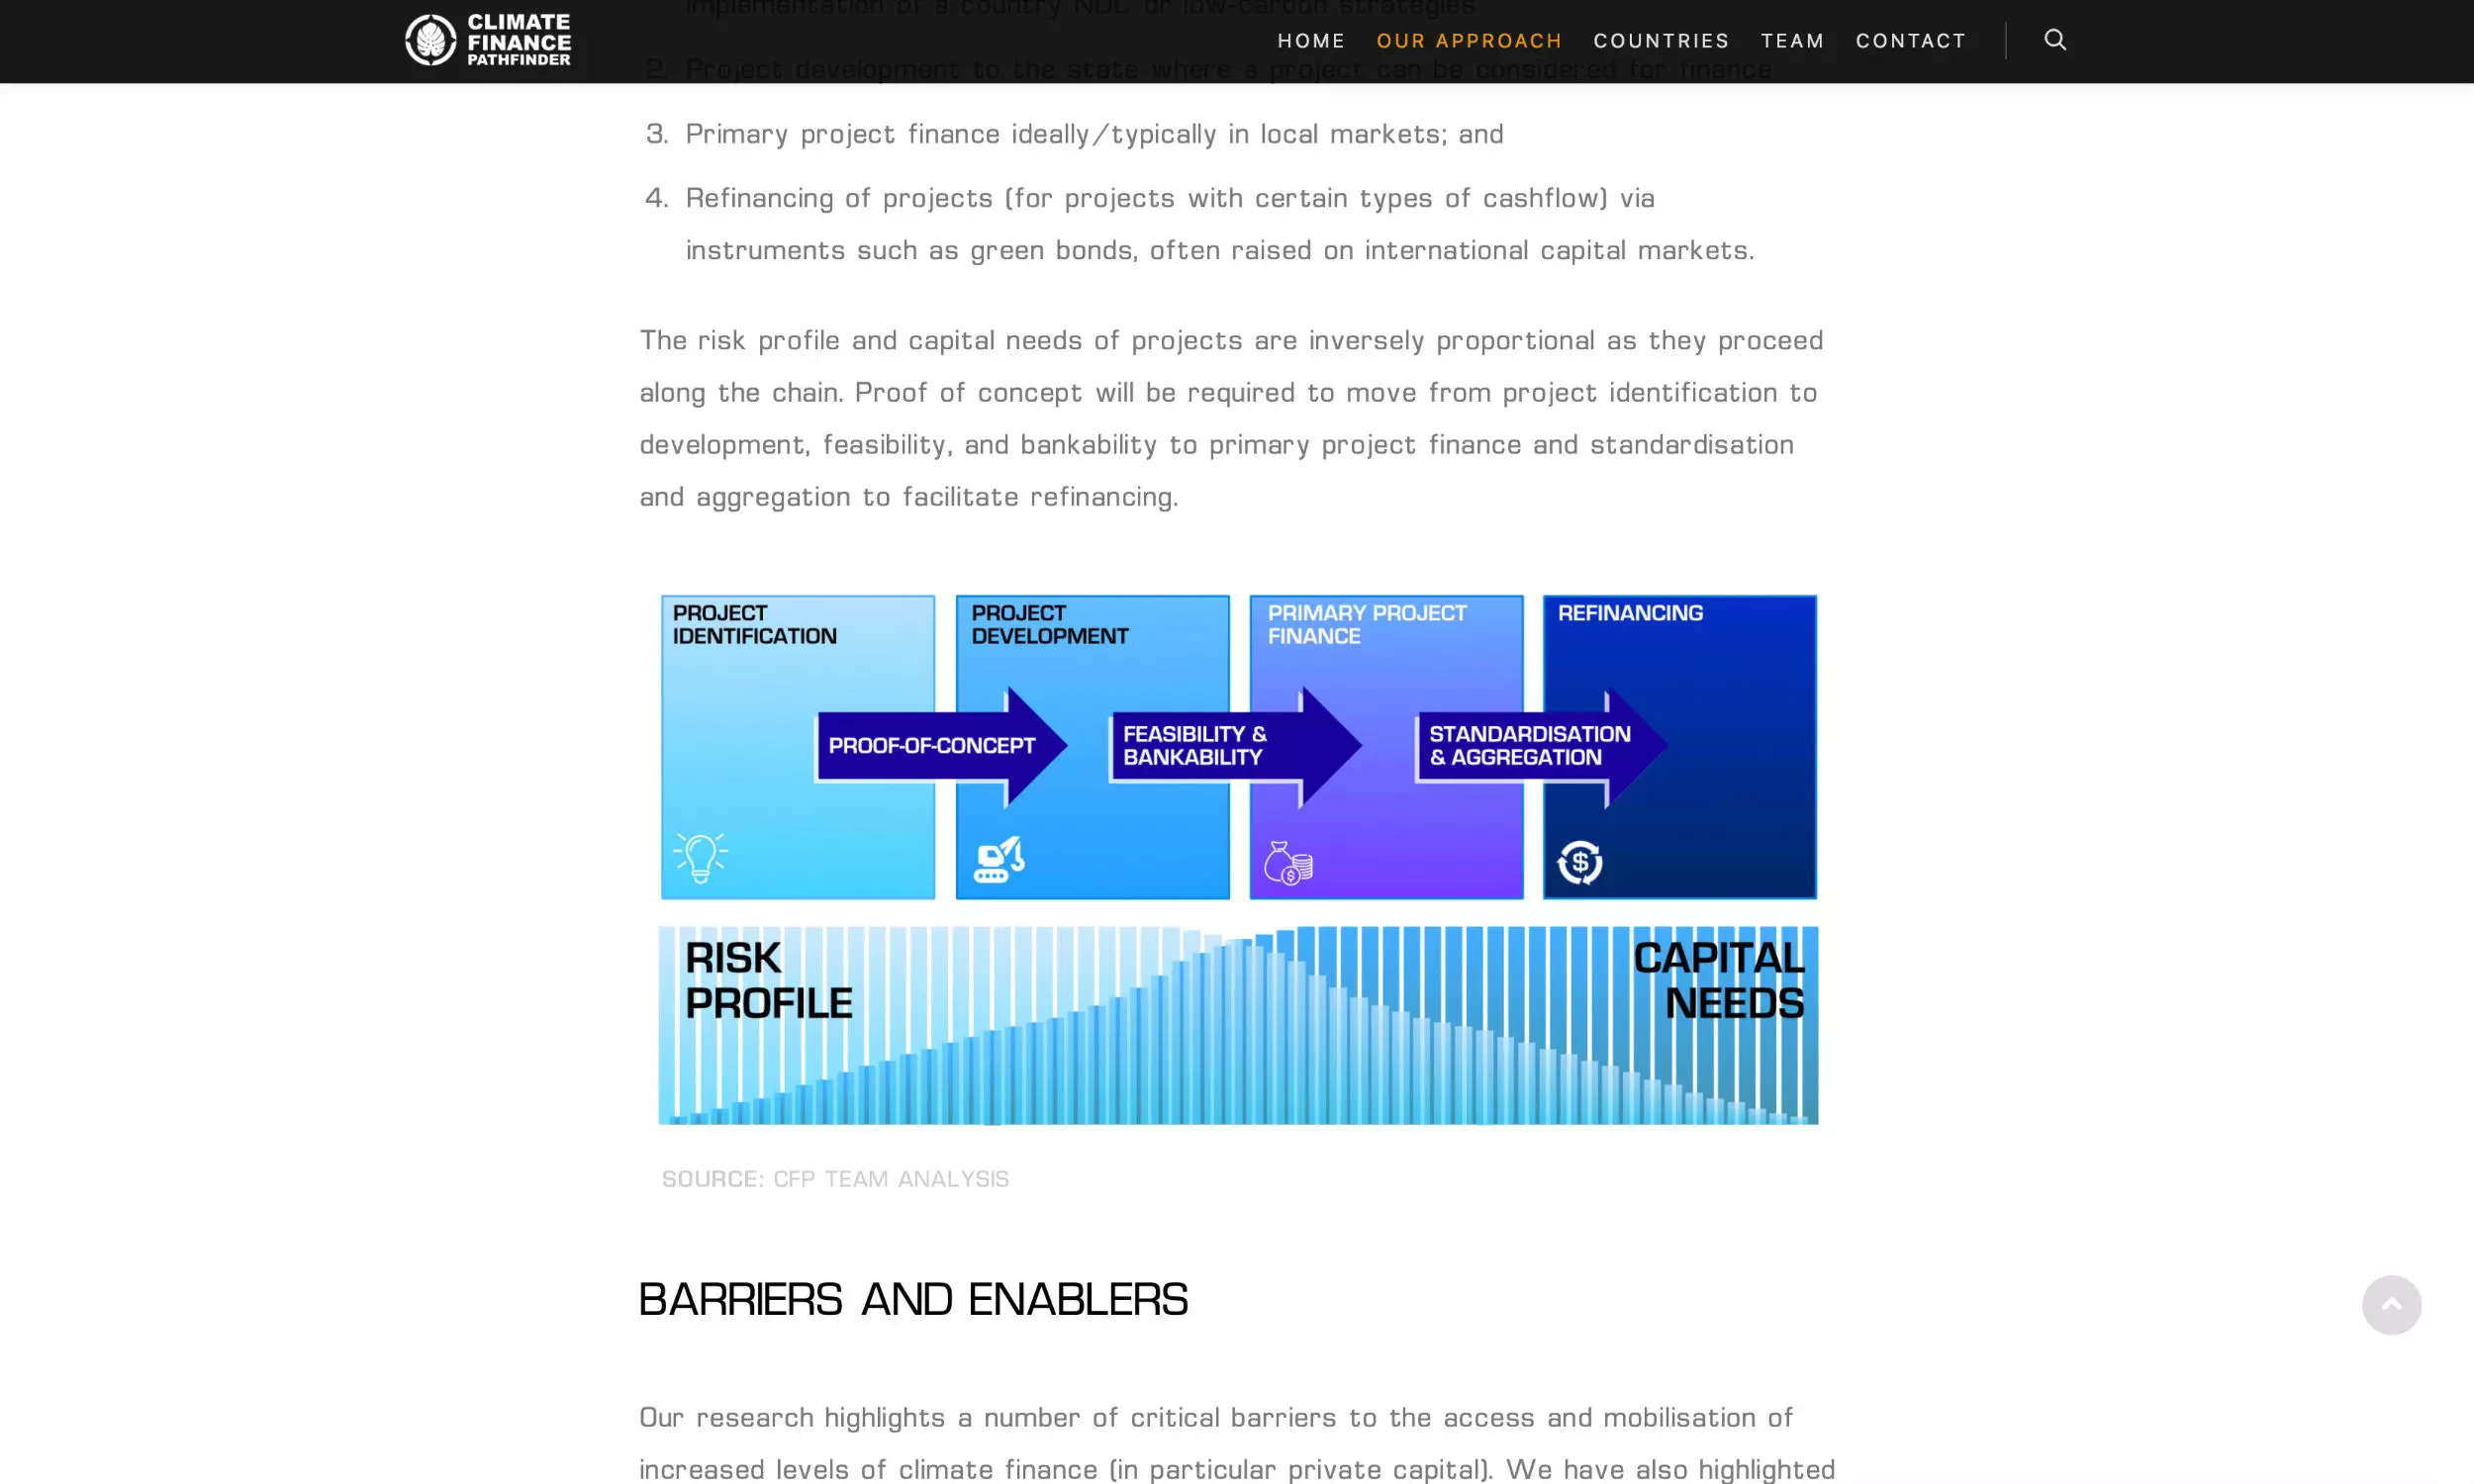 CLIMATE
FINANCE
PATHFINDER
HOME OUR APPROACH COUNTRIES TEAM CONTACT
implementation of a country NDC or low-carbon strategies
2. Project development to the state where a project can be considered for finance
3. Primary project finance ideally/typically in local markets; and
4. Refinancing of projects (for projects with certain types of cashflow) via
instruments such as green bonds, often raised on international capital markets.
The risk profile and capital needs of projects are inversely proportional as they proceed
along the chain. Proof of concept will be required to move from project identification to
development, feasibility, and bankability to primary project finance and standardisation
and aggregation to facilitate refinancing.
PROJECT
IDENTIFICATION
PROJECT
DEVELOPMENT
PRIMARY PROJECT
FINANCE
REFINANCING
PROOF-OF-CONCEPT
FEASIBILITY &
BANKABILITY
STANDARDISATION
& AGGREGATION
RISK
PROFILE
CAPITAL
NEEDS
SOURCE: CFP TEAM ANALYSIS
BARRIERS AND ENABLERS
Our research highlights a number of critical barriers to the access and mobilisation of
increased levels of climate finance (in particular private capital). We have also highlighted